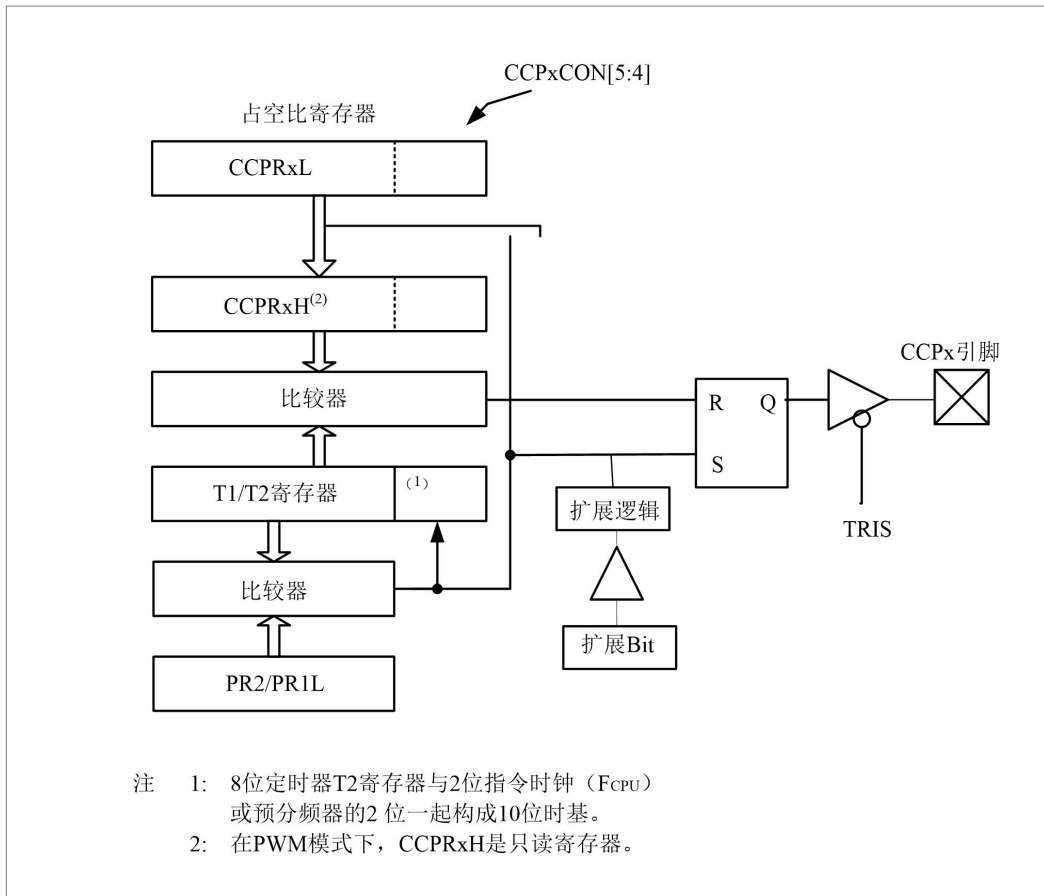 CCPxCON[5:4]
占空比寄存器
CCPRxL
CCPRxH(2)
CCPx引脚
比较器
R Q
S
T1/T2寄存器 (1)
扩展逻辑
TRIS
比较器
扩展Bit
PR2/PR1L
注 1: 8位定时器T2寄存器与2位指令时钟（FCPU）
或预分频器的2 位一起构成10位时基。
2: 在PWM模式下，CCPRxH是只读寄存器。